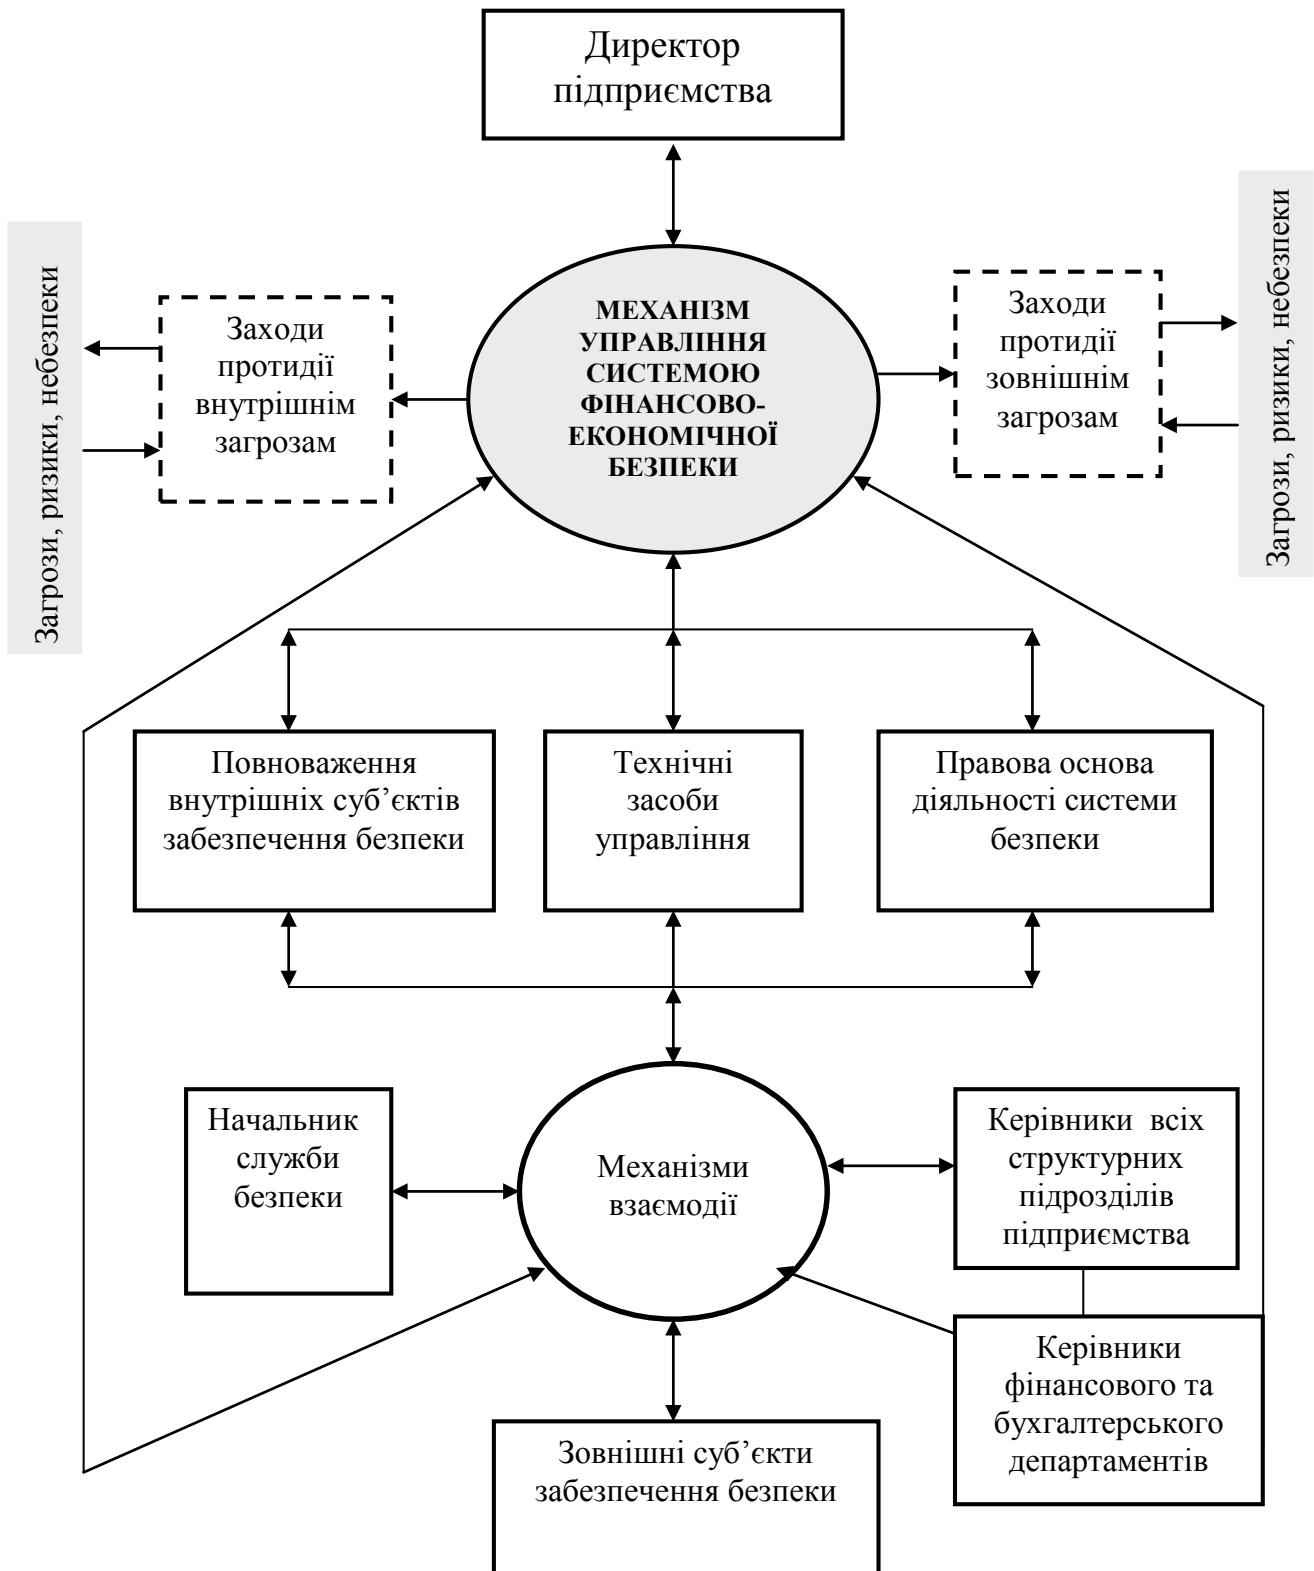 Директор
підприємства
Загрози, ризики, небезпеки
Заходи
протидії
внутрішнім
загрозам
МЕХАНІЗМ
УПРАВЛІННЯ
СИСТЕМОЮ
ФІНАНСОВО-
ЕКОНОМІЧНОЇ
БЕЗПЕКИ
Заходи
протидії
зовнішнім
загрозам
Загрози, ризики, небезпеки
Повноваження
внутрішніх суб’єктів
забезпечення безпеки
Технічні
засоби
управління
Правова основа
діяльності системи
безпеки
Начальник
служби
безпеки
Механізми
взаємодії
Керівники всіх
структурних
підрозділів
підприємства
Керівники
фінансового та
бухгалтерського
департаментів
Зовнішні суб’єкти
забезпечення безпеки